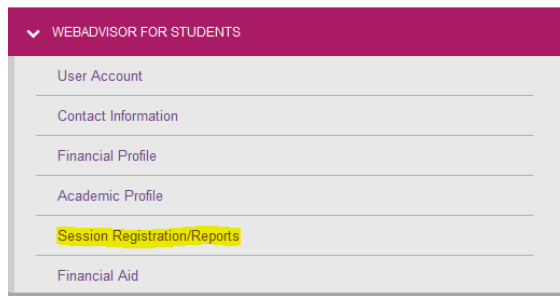 WEBADVISOR FOR STUDENTS
User Account
Contact Information
Financial Profile
Academic Profile
Session Registration/Reports
Financial Aid